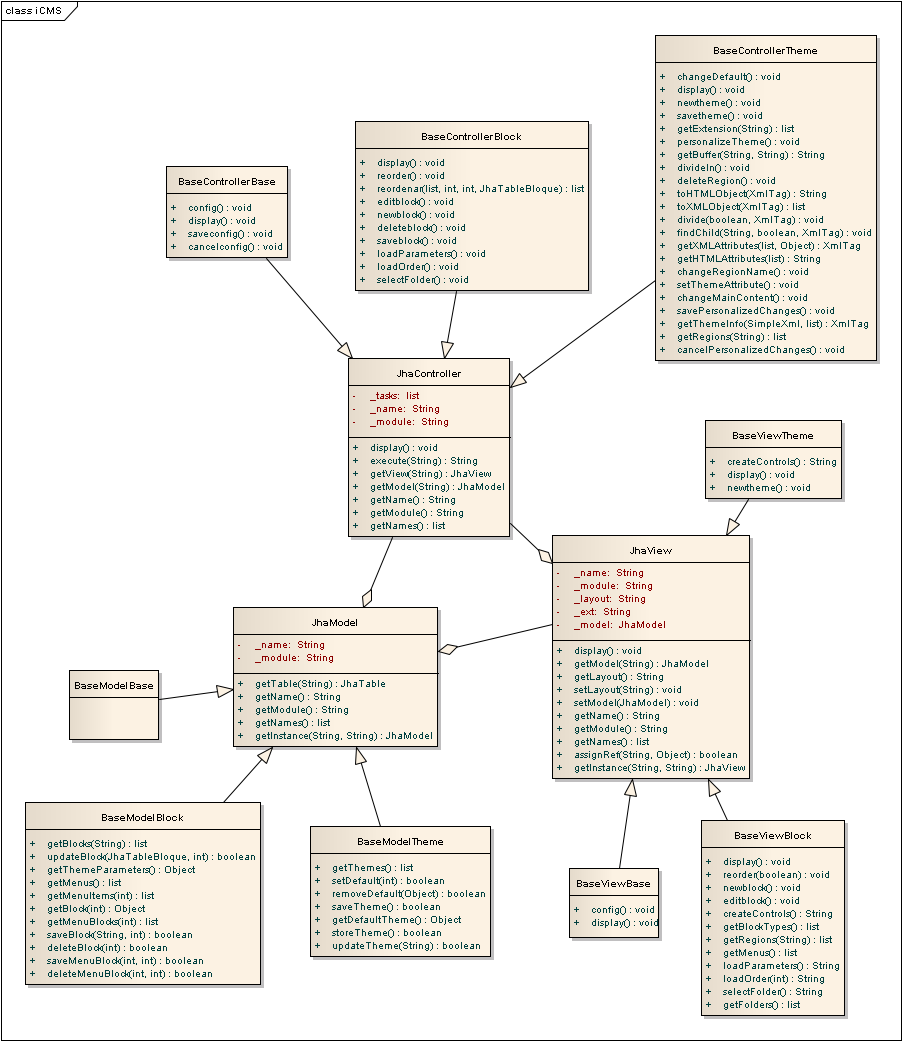 class iCMS
BaseControllerTheme
+ changeDefault() : void
+ display() : void
+ newtheme() : void
+ savetheme() : void
+ getExtension(String) : list
+ personalizeTheme() : void
+ getBuffer(String, String) : String
+ divideIn() : void
+ deleteRegion() : void
+ toHTMLObject(XmlTag) : String
+ toXMLObject(XmlTag) : list
+ divide(boolean, XmlTag) : void
+ findChild(String, boolean, XmlTag) : void
+ getXMLAttributes(list, Object) : XmlTag
+ getHTMLAttributes(list) : String
+ changeRegionName() : void
+ setThemeAttribute() : void
+ changeMainContent() : void
+ savePersonalizedChanges() : void
+ getThemeInfo(SimpleXml, list) : XmlTag
+ getRegions(String) : list
+ cancelPersonalizedChanges() : void
BaseControllerBlock
+ display() : void
+ reorder() : void
+ reordenar(list, int, int, JhaTableBloque) : list
+ editblock() : void
+ newblock() : void
+ deleteblock() : void
+ saveblock() : void
+ loadParameters() : void
+ loadOrder() : void
+ selectFolder() : void
BaseControllerBase
+ config() : void
+ display() : void
+ saveconfig() : void
+ cancelconfig() : void
JhaController
- _tasks: list
- _name: String
- _module: String
+ display() : void
+ execute(String) : String
+ getView(String) : JhaView
+ getModel(String) : JhaModel
+ getName() : String
+ getModule() : String
+ getNames() : list
BaseViewTheme
+ createControls() : String
+ display() : void
+ newtheme() : void
JhaView
- _name: String
- _module: String
- _layout: String
- _ext: String
- _model: JhaModel
+ display() : void
+ getModel(String) : JhaModel
+ getLayout() : String
+ setLayout(String) : void
+ setModel(JhaModel) : void
+ getName() : String
+ getModule() : String
+ getNames() : list
+ assignRef(String, Object) : boolean
+ getInstance(String, String) : JhaView
JhaModel
- _name: String
- _module: String
+ getTable(String) : JhaTable
+ getName() : String
+ getModule() : String
+ getNames() : list
+ getInstance(String, String) : JhaModel
BaseModelBase
BaseModelBlock
+ getBlocks(String) : list
+ updateBlock(JhaTableBloque, int) : boolean
+ getThemeParameters() : Object
+ getMenus() : list
+ getMenuItems(int) : list
+ getBlock(int) : Object
+ getMenuBlocks(int) : list
+ saveBlock(String, int) : boolean
+ deleteBlock(int) : boolean
+ saveMenuBlock(int, int) : boolean
+ deleteMenuBlock(int, int) : boolean
BaseModelTheme
+ getThemes() : list
+ setDefault(int) : boolean
+ removeDefault(Object) : boolean
+ saveTheme() : boolean
+ getDefaultTheme() : Object
+ storeTheme() : boolean
+ updateTheme(String) : boolean
BaseViewBase
+ config() : void
+ display() : void
BaseViewBlock
+ display() : void
+ reorder(boolean) : void
+ newblock() : void
+ editblock() : void
+ createControls() : String
+ getBlockTypes() : list
+ getRegions(String) : list
+ getMenus() : list
+ loadParameters() : String
+ loadOrder(int) : String
+ selectFolder() : String
+ getFolders() : list